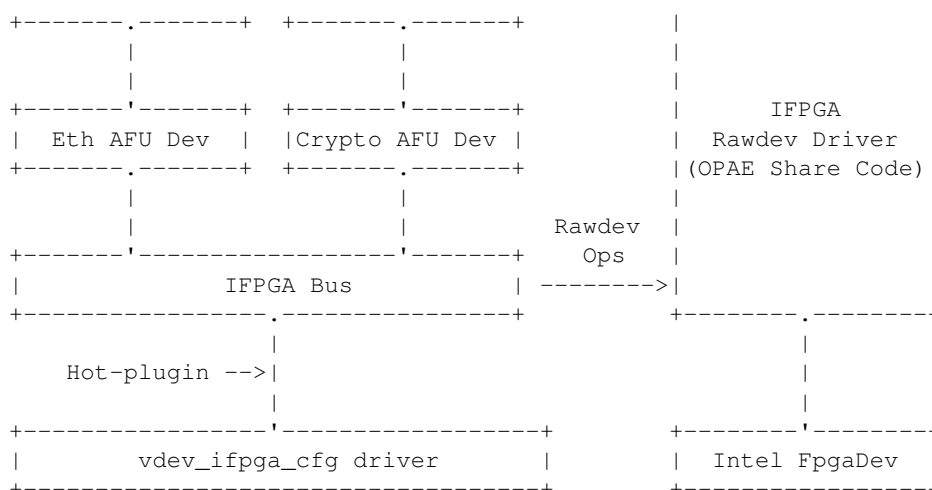 IFPGA
Eth AFU Dev Crypto AFU Dev Rawdev Driver
(OPAE Share Code)
Rawdev
Ops
IFPGA Bus
Hot-plugin -->
vdev_ifpga_cfg driver Intel FpgaDev